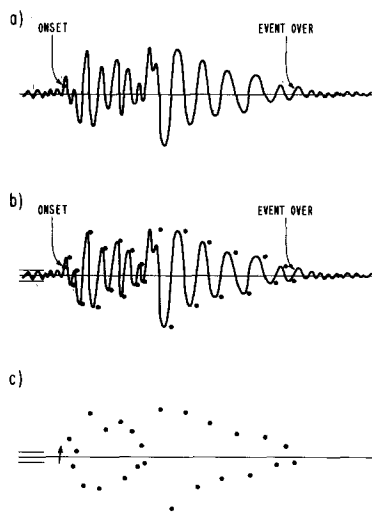 a)
ONSET
EVENT OVER
b)
ONSET
EVENT OVER
c)